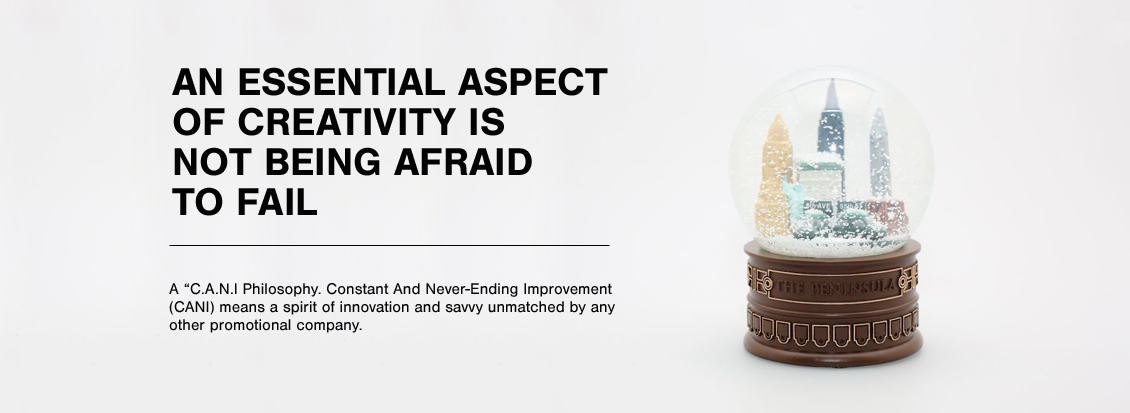 AN ESSENTIAL ASPECT
OF CREATIVITY IS
NOT BEING AFRAID
TO FAIL
A “C.A.N.I Philosophy. Constant And Never-Ending Improvement
(CANI) means a spirit of innovation and savvy unmatched by any
other promotional company.
THE PENINSULA